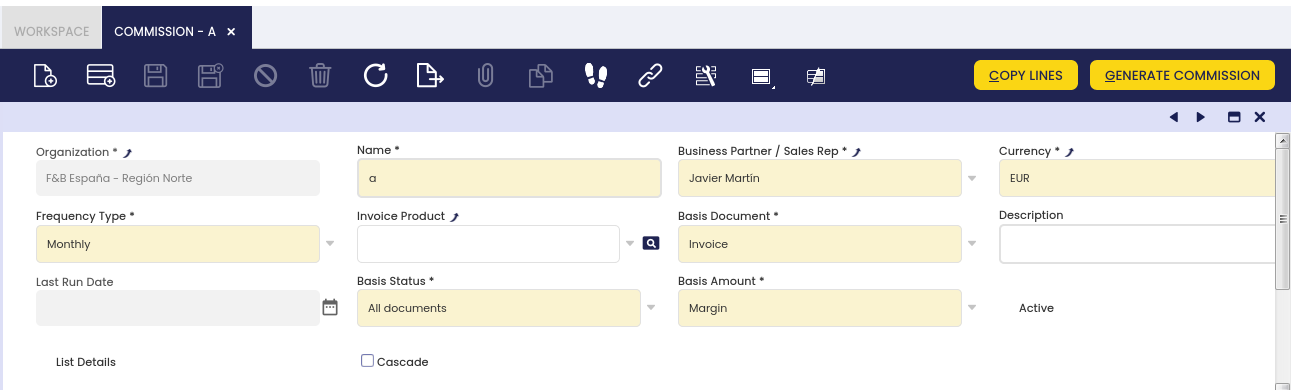 WORKSPACE
COMMISSION - A
COPY LINES
GENERATE COMMISSION
Organization *
Name *
Business Partner / Sales Rep *
Currency *
F&B España - Región Norte
a
Javier Martín
EUR
Frequency Type *
Invoice Product
Basis Document *
Description
Monthly
Invoice
Last Run Date
Basis Status *
Basis Amount *
All documents
Margin
Active
List Details
Cascade